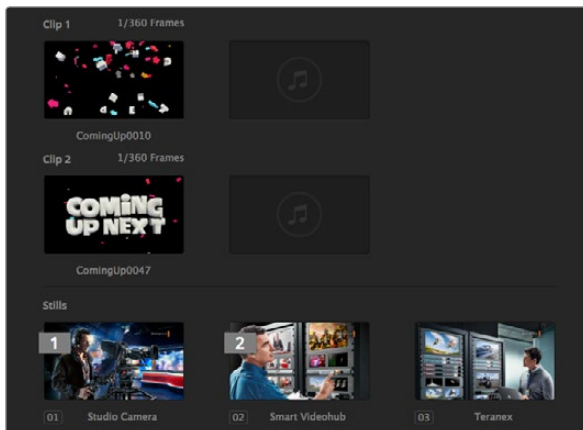 Clip 1 1/360 Frames
ComingUp0010
Clip 2 1/360 Frames
COMING
UP NEXT
ComingUp0047
Stills
1
2
01 Studio Camera
02 Smart Videohub
03 Teranex